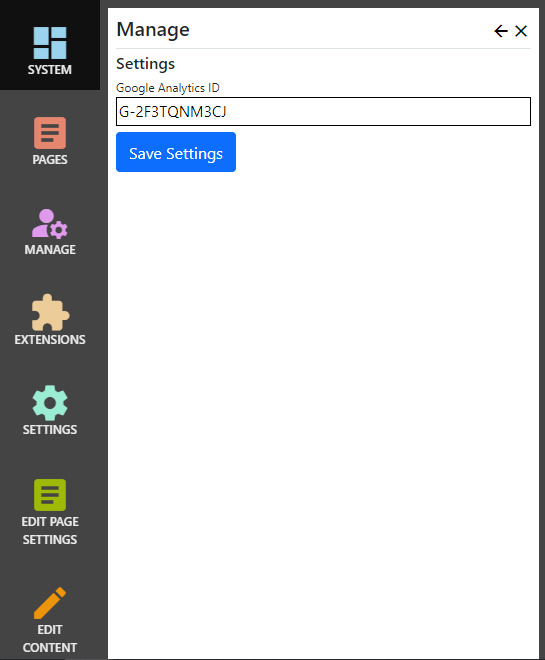 SYSTEM
PAGES
MANAGE
EXTENSIONS
SETTINGS
EDIT PAGE
SETTINGS
EDIT
CONTENT
Manage
Settings
Google Analytics ID
G-2F3TQNM3CJ
Save Settings